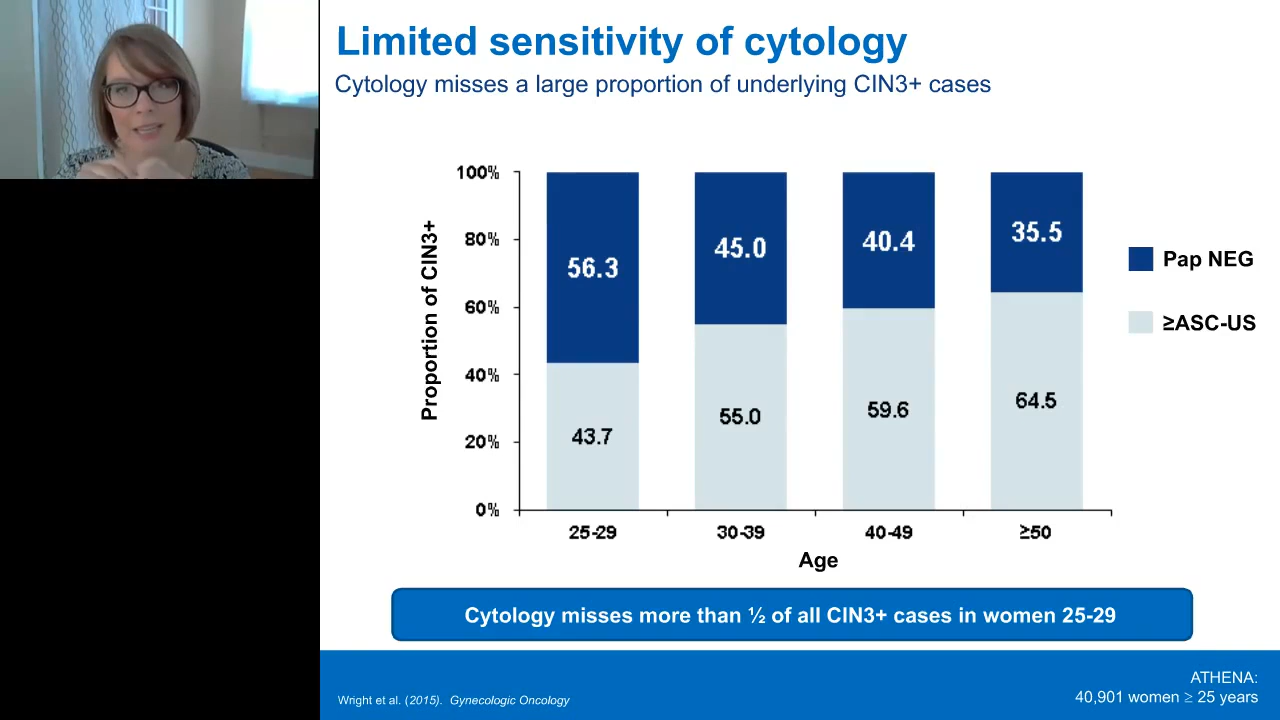 Limited sensitivity of cytology
Cytology misses a large proportion of underlying CIN3+ cases
Proportion of CIN3+
100%
80%
60%
40%
20%
0%
56.3
45.0
40.4
35.5
43.7
55.0
59.6
64.5
25-29
30-39
40-49
≥50
Age
Pap NEG
≥ASC-US
Cytology misses more than ½ of all CIN3+ cases in women 25-29
Wright et al. (2015). Gynecologic Oncology
ATHENA:
40,901 women ≥ 25 years